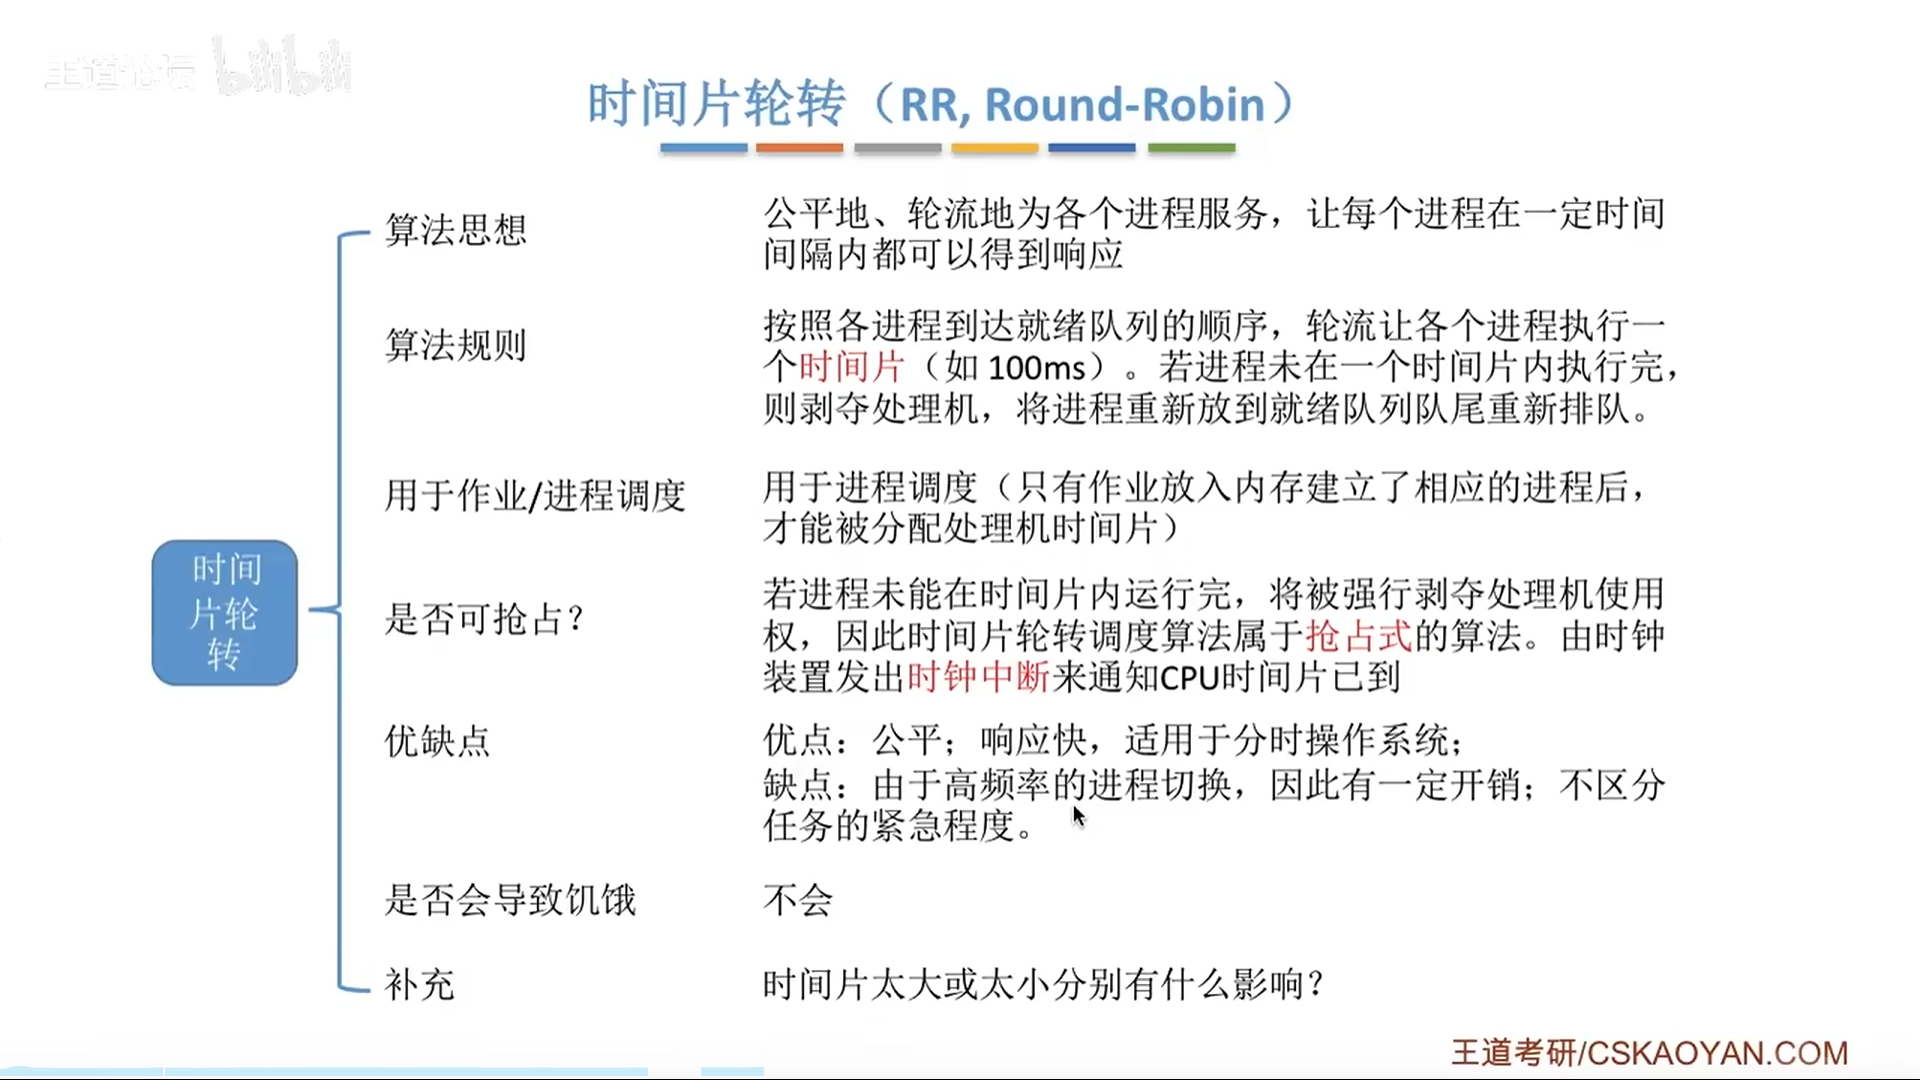 王道论坛 bilibili
时间片轮转（RR, Round-Robin）
算法思想
公平地、轮流地为各个进程服务，让每个进程在一定时间
间隔内都可以得到响应
算法规则
按照各进程到达就绪队列的顺序，轮流让各个进程执行一
个时间片（如 100ms）。若进程未在一个时间片内执行完，
则剥夺处理机，将进程重新放到就绪队列队尾重新排队。
用于作业/进程调度
用于进程调度（只有作业放入内存建立了相应的进程后，
才能被分配处理机时间片）
时间
片轮
转
是否可抢占？
若进程未能在时间片内运行完，将被强行剥夺处理机使用
权，因此时间片轮转调度算法属于抢占式的算法。由时钟
装置发出时钟中断来通知CPU时间片已到
优缺点
优点：公平；响应快，适用于分时操作系统；
缺点：由于高频率的进程切换，因此有一定开销；不区分
任务的紧急程度。
是否会导致饥饿
不会
补充
时间片太大或太小分别有什么影响？
王道考研/CSKAOYAN.COM